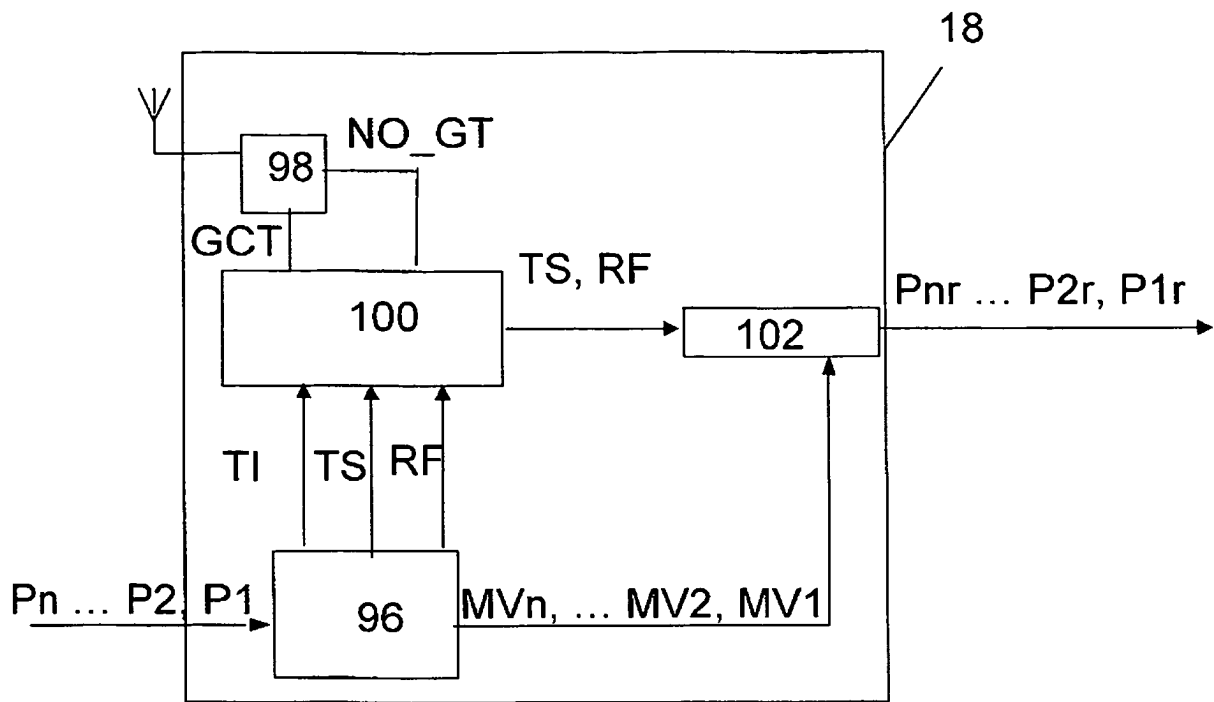 18
NO_GT
98
GCT
TS, RF
Pnr ... P2r, P1r
100
102
TI
TS
RF
Pn ... P2, P1
96
MVn, ... MV2, MV1